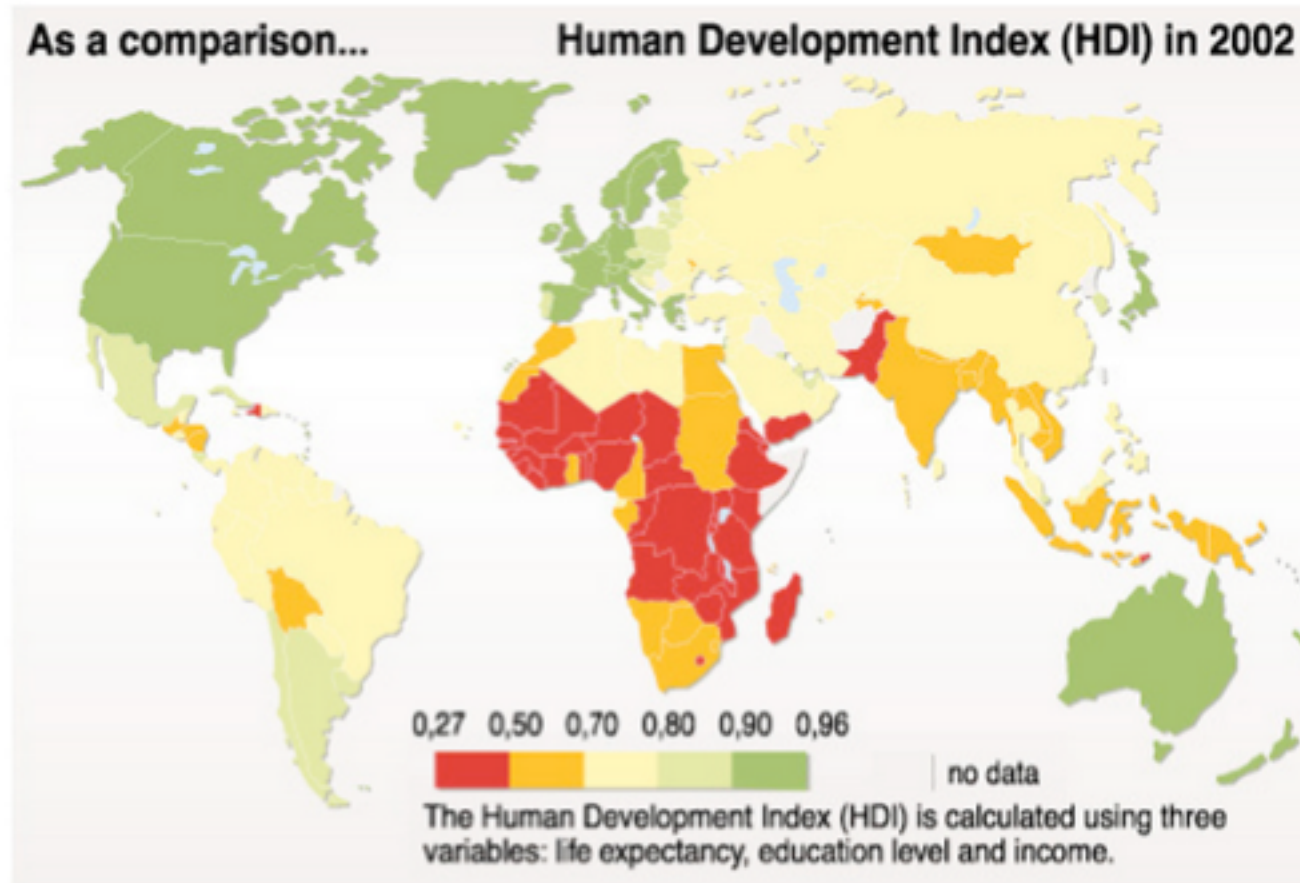 As a comparison...
Human Development Index (HDI) in 2002
0,27 0,50 0,70 0,80 0,90 0,96
no data
The Human Development Index (HDI) is calculated using three
variables: life expectancy, education level and income.